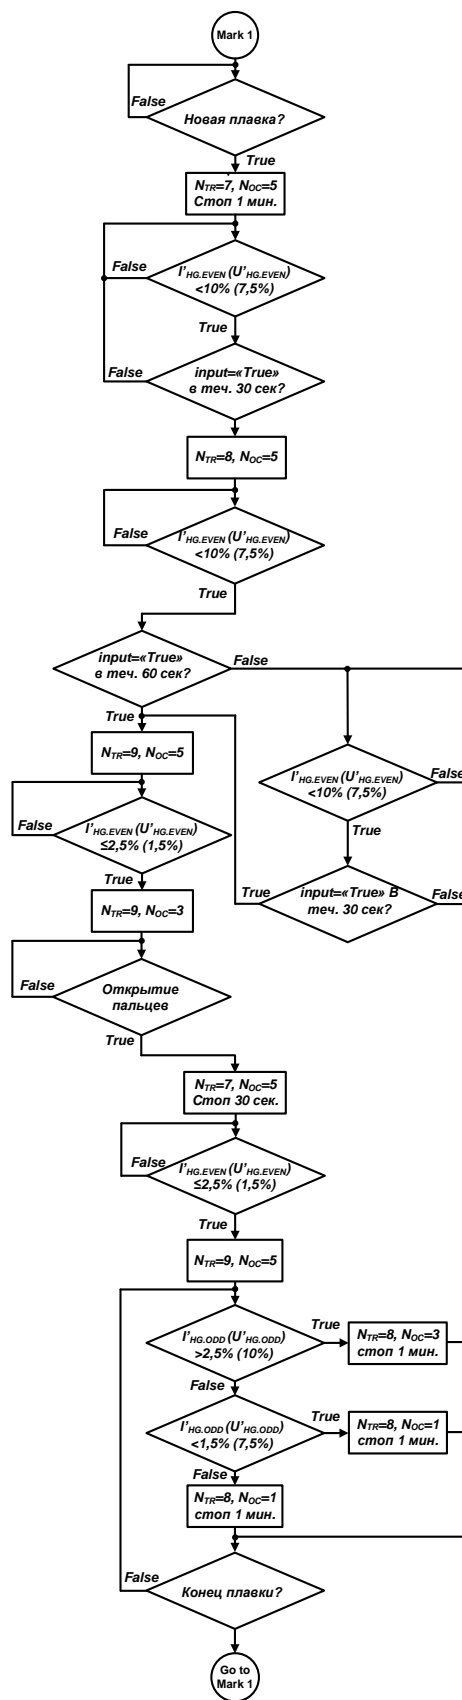 Mark 1
False
Новая плавка?
True
NTR=7, NOC=5
Стоп 1 мин.
False
I’HG.EVEN (U’HG.EVEN)
<10% (7,5%)
True
False
input=«True»
в теч. 30 сек?
NTR=8, NOC=5
False
I’HG.EVEN (U’HG.EVEN)
<10% (7,5%)
True
input=«True»
в теч. 60 сек?
False
True
NTR=9, NOC=5
I’HG.EVEN (U’HG.EVEN)
<10% (7,5%)
False
False
I’HG.EVEN (U’HG.EVEN)
≤2,5% (1,5%)
True
True
NTR=9, NOC=3
True
input=«True» В
теч. 30 сек?
False
False
Открытие
пальцев
True
NTR=7, NOC=5
Стоп 30 сек.
False
I’HG.EVEN (U’HG.EVEN)
≤2,5% (1,5%)
True
NTR=9, NOC=5
I’HG.ODD (U’HG.ODD)
>2,5% (10%)
True
NTR=8, NOC=3
стоп 1 мин.
False
I’HG.ODD (U’HG.ODD)
<1,5% (7,5%)
True
NTR=8, NOC=1
стоп 1 мин.
False
NTR=8, NOC=1
стоп 1 мин.
False
Конец плавки?
Go to
Mark 1